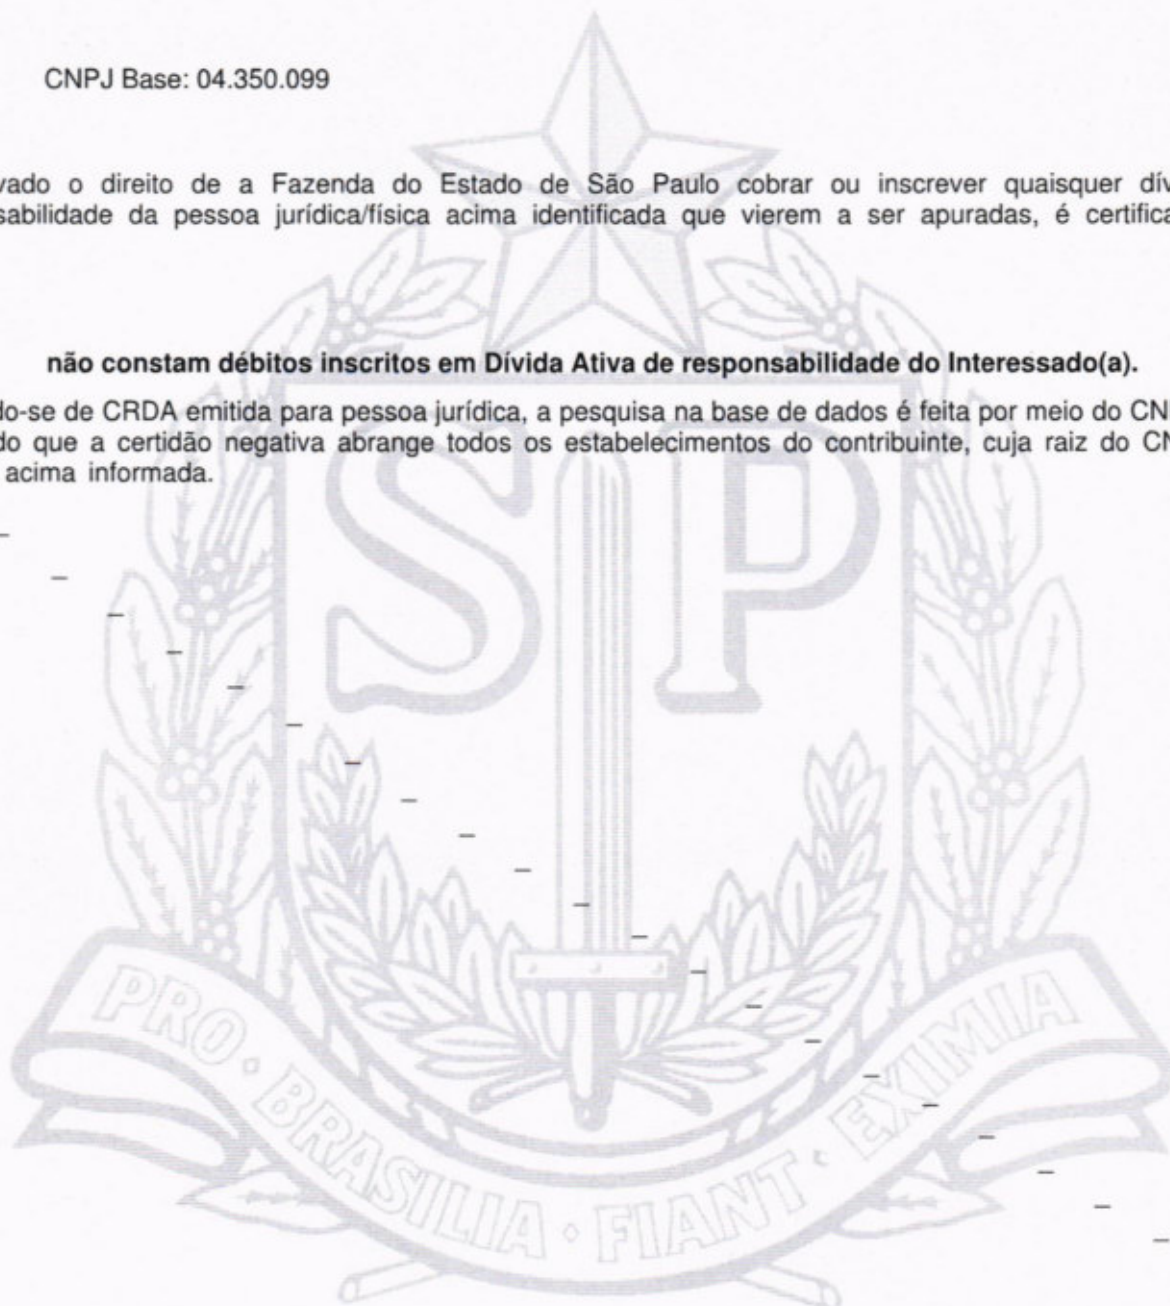 CNPJ Base: 04.350.099
vado o direito de a Fazenda do Estado de São Paulo cobrar ou inscrever quaisquer dív
sabilidade da pessoa jurídica/física acima identificada que vierem a ser apuradas, é certifica
não constam débitos inscritos em Dívida Ativa de responsabilidade do Interessado(a).
do-se de CRDA emitida para pessoa jurídica, a pesquisa na base de dados é feita por meio do CN
do que a certidão negativa abrange todos os estabelecimentos do contribuinte, cuja raiz do CN
acima informada.
SP
PRO · BRASILIA · FIANT · EXIMIA